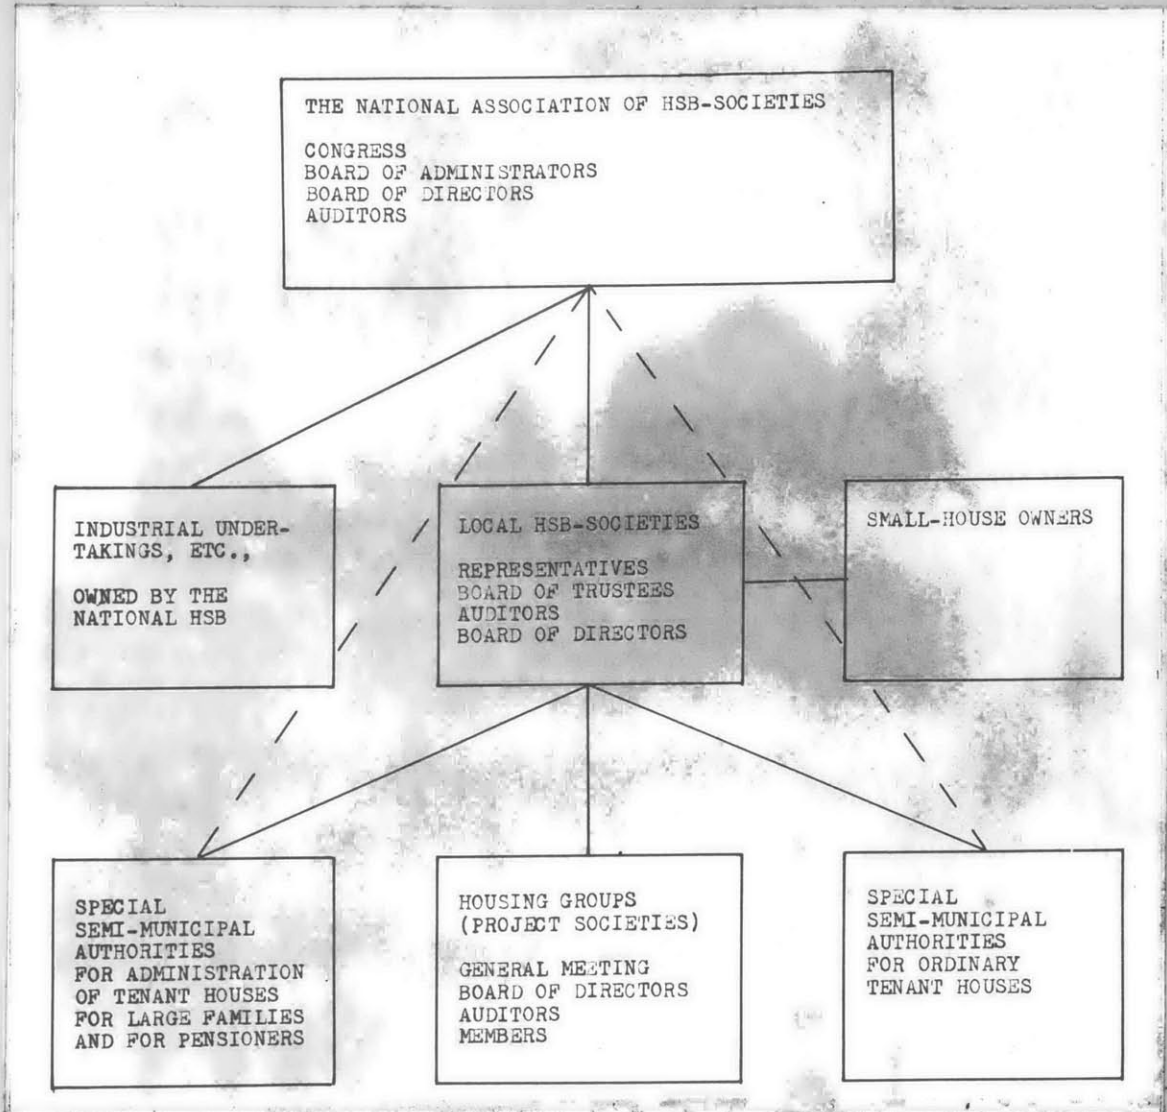 THE NATIONAL ASSOCIATION OF HSB-SOCIETIES
CONGRESS
BOARD OF ADMINISTRATORS
BOARD OF DIRECTORS
AUDITORS
INDUSTRIAL UNDER-
TAKINGS, ETC.,
OWNED BY THE
NATIONAL HSB
LOCAL HSB-SOCIETIES
REPRESENTATIVES
BOARD OF TRUSTEES
AUDITORS
BOARD OF DIRECTORS
SMALL-HOUSE OWNERS
SPECIAL
SEMI-MUNICIPAL
AUTHORITIES
FOR ADMINISTRATION
OF TENANT HOUSES
FOR LARGE FAMILIES
AND FOR PENSIONERS
HOUSING GROUPS
(PROJECT SOCIETIES)
GENERAL MEETING
BOARD OF DIRECTORS
AUDITORS
MEMBERS
SPECIAL
SEMI-MUNICIPAL
AUTHORITIES
FOR ORDINARY
TENANT HOUSES